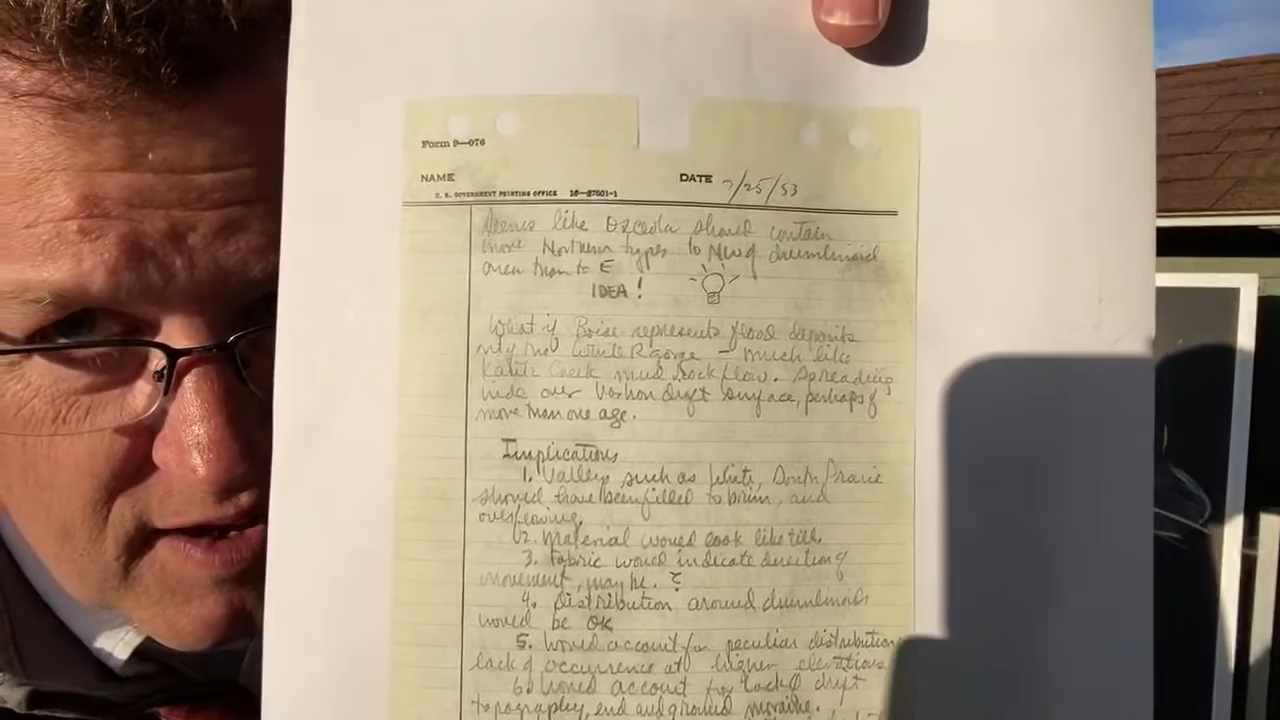 Form 9—076
NAME
DATE 7/25/53
U. S. GOVERNMENT PRINTING OFFICE 16—37601-1
Seems like Osceola should contain
more Northern types to NW of drumlinoid
area than to E
IDEA !
What if Boise represents flood deposits
down the White R gorge — much like
Kautz Creek mud rock flow. Spreading
wide over Vashon drift surface, perhaps of
more than one age.
Implications
1. Valleys such as White, South Prairie
should have been filled to brim, and
overflowing.
2. Material would look like till.
3. Fabric would indicate direction of
movement, maybe. ?
4. Distribution around drumlinoids
would be OK
5. Would account for peculiar distribution
lack of occurrence at higher elevations
6. Would account for lack of drift
topography, end and ground moraine.